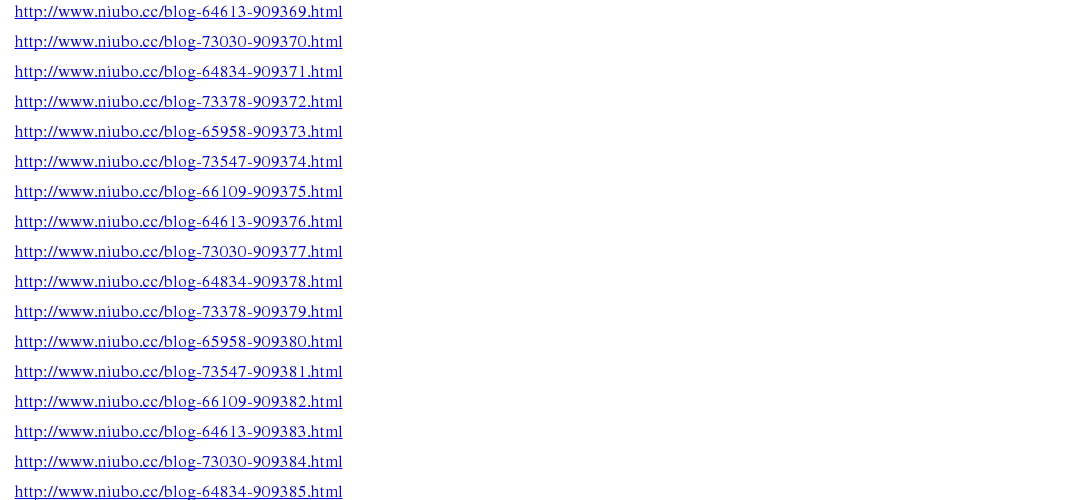 http://www.niubo.cc/blog-64613-909369.html
http://www.niubo.cc/blog-73030-909370.html
http://www.niubo.cc/blog-64834-909371.html
http://www.niubo.cc/blog-73378-909372.html
http://www.niubo.cc/blog-65958-909373.html
http://www.niubo.cc/blog-73547-909374.html
http://www.niubo.cc/blog-66109-909375.html
http://www.niubo.cc/blog-64613-909376.html
http://www.niubo.cc/blog-73030-909377.html
http://www.niubo.cc/blog-64834-909378.html
http://www.niubo.cc/blog-73378-909379.html
http://www.niubo.cc/blog-65958-909380.html
http://www.niubo.cc/blog-73547-909381.html
http://www.niubo.cc/blog-66109-909382.html
http://www.niubo.cc/blog-64613-909383.html
http://www.niubo.cc/blog-73030-909384.html
http://www.niubo.cc/blog-64834-909385.html